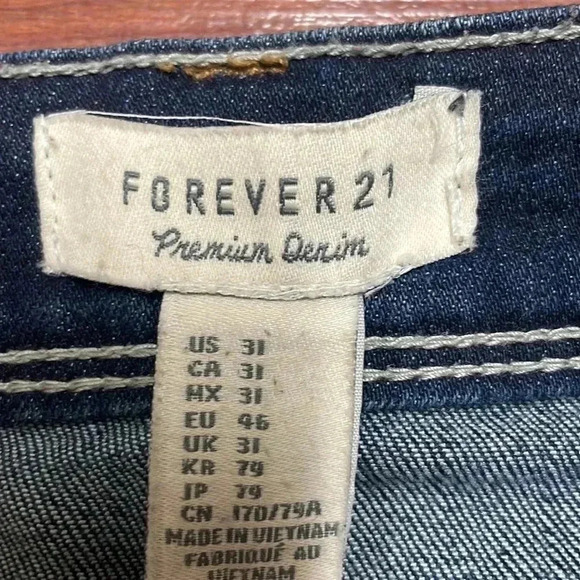 FOREVER 21
Premium Denim
US 31
CA 31
MX 31
EU 46
UK 31
KR 79
JP 79
CN 170/79A
MADE IN VIETNAM
FABRIQUÉ AU
VIETNAM